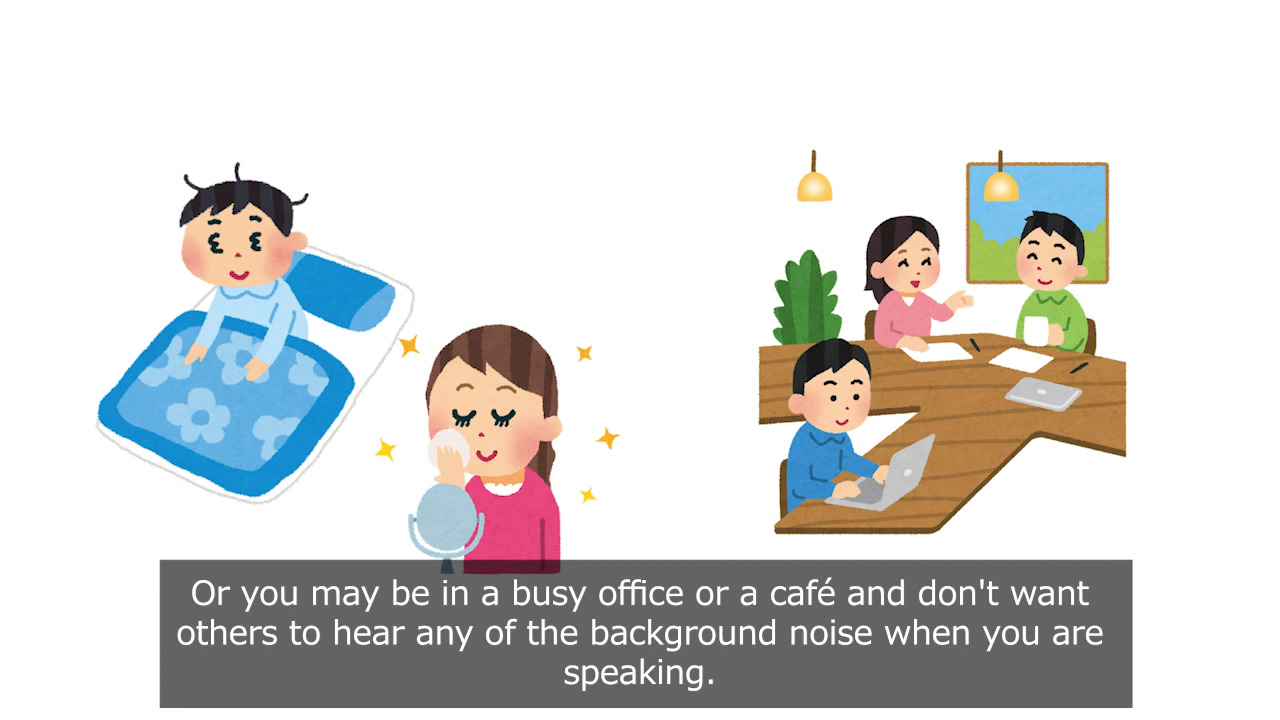 Or you may be in a busy office or a café and don't want
others to hear any of the background noise when you are
speaking.